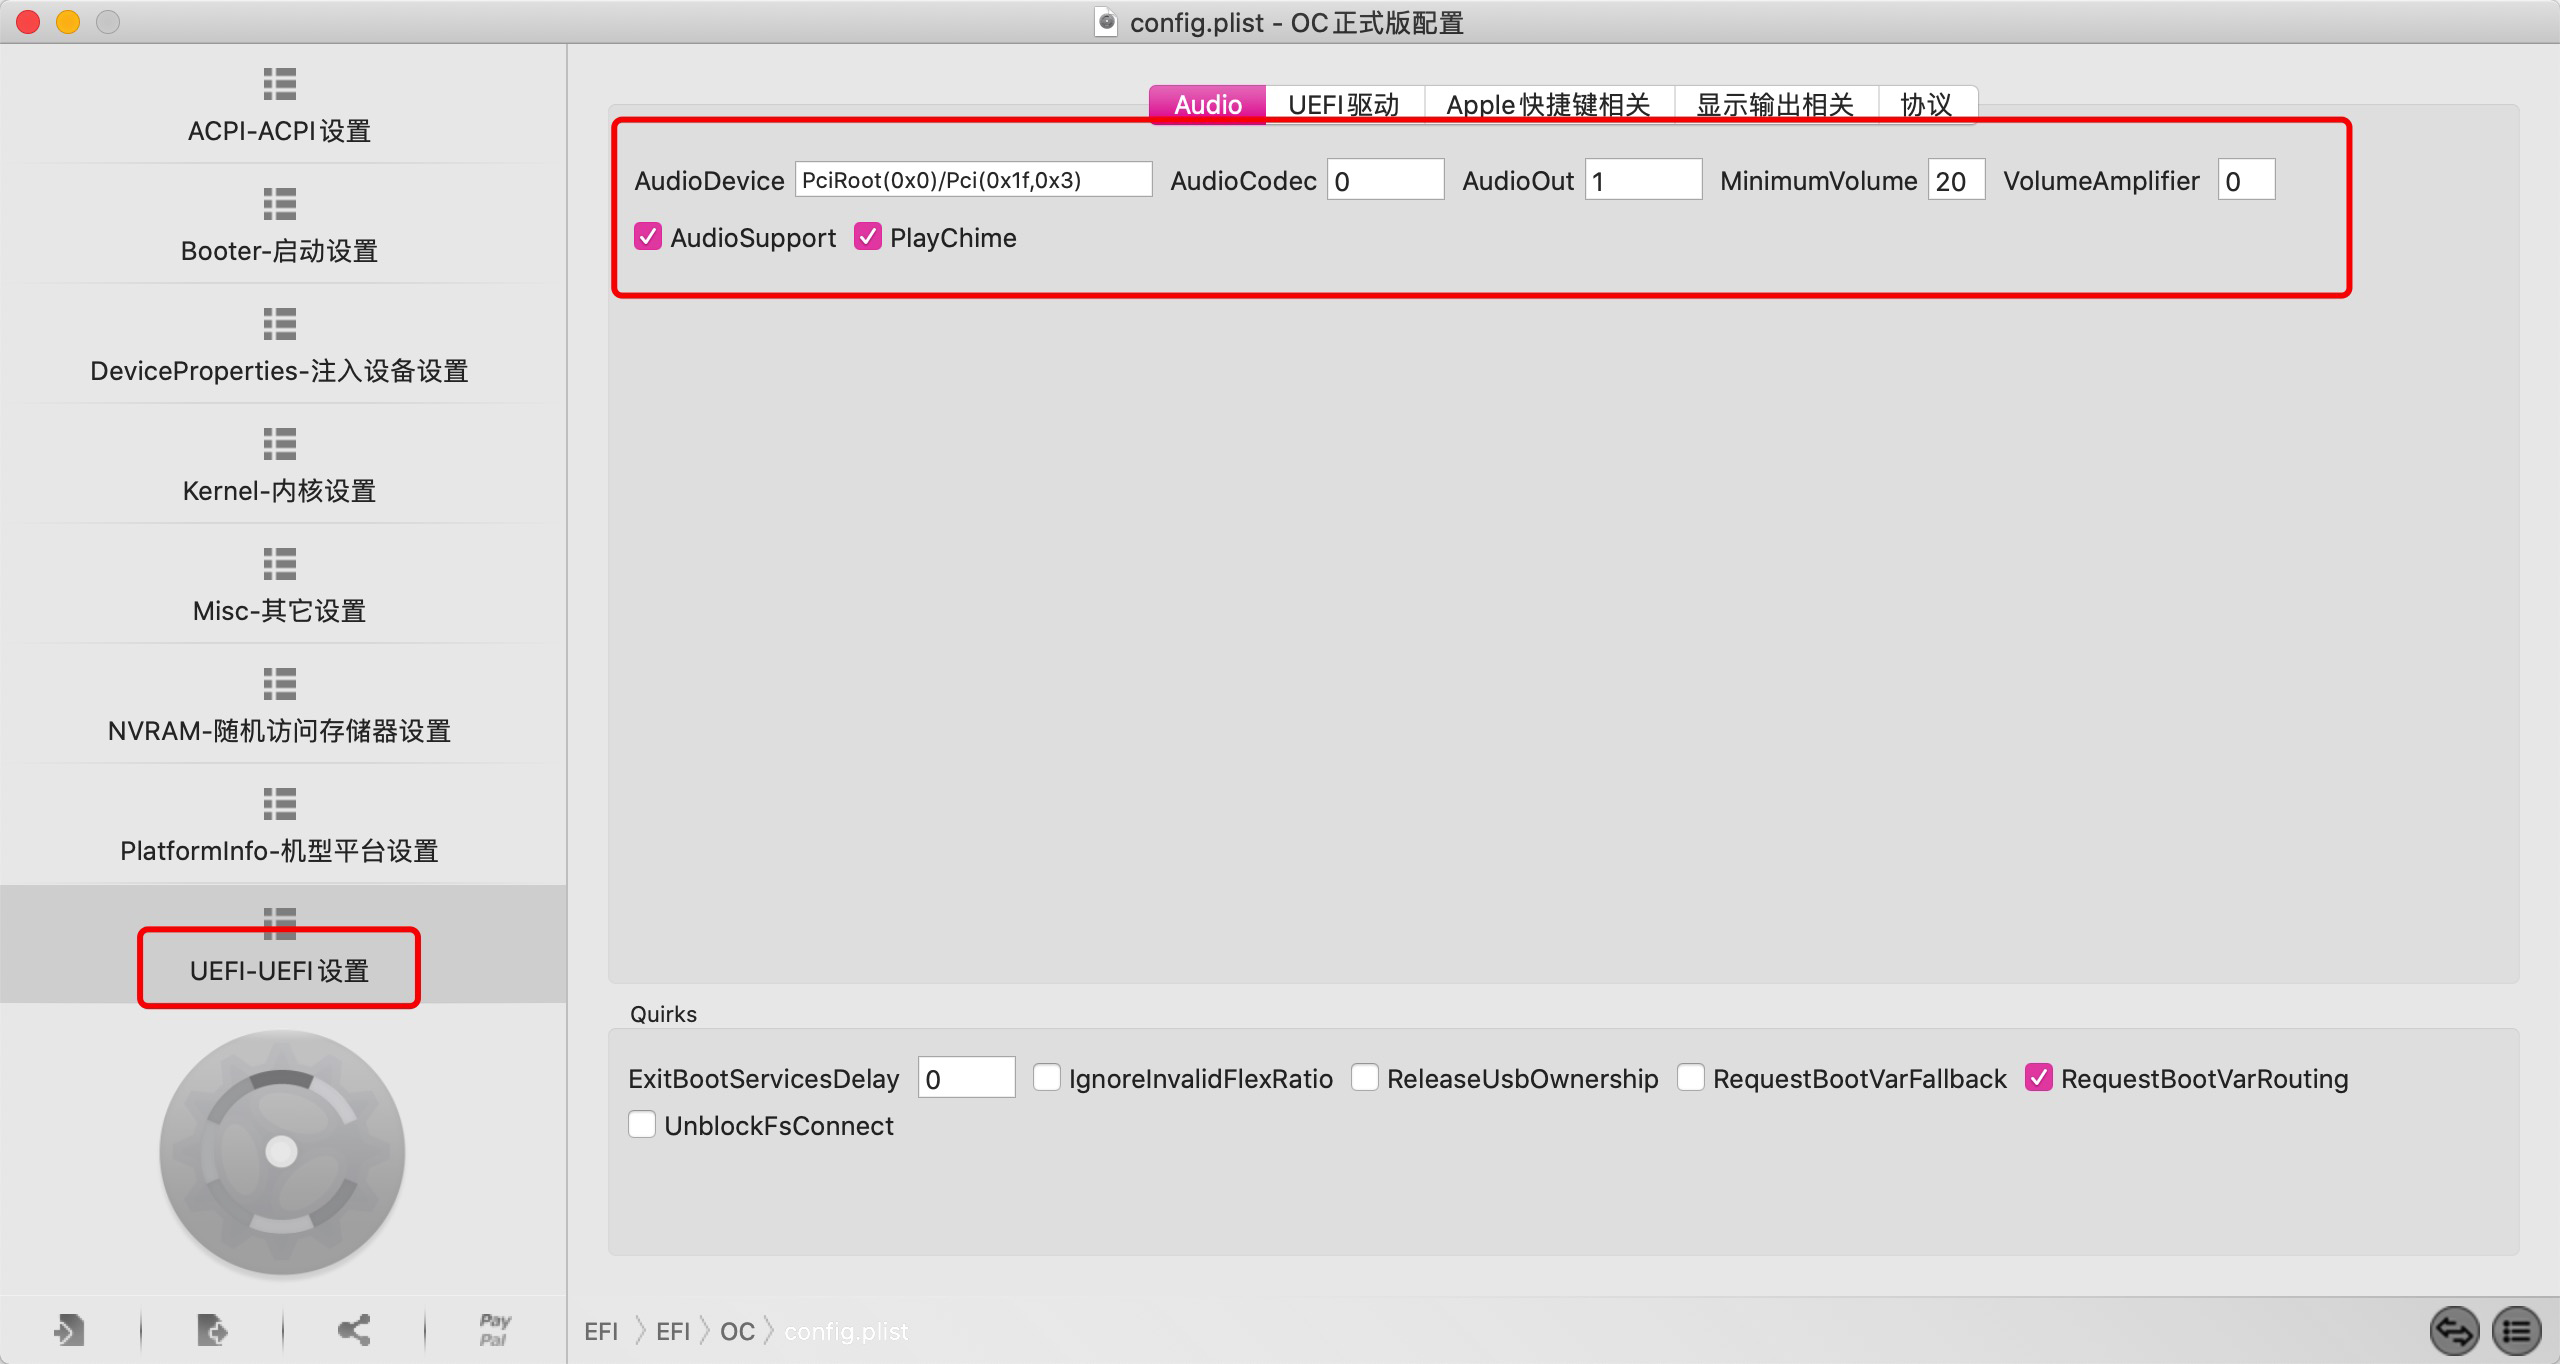 config.plist - OC正式版配置
ACPI-ACPI设置
Booter-启动设置
DeviceProperties-注入设备设置
Kernel-内核设置
Misc-其它设置
NVRAM-随机访问存储器设置
PlatformInfo-机型平台设置
UEFI-UEFI设置
Pay
Pal
Audio UEFI驱动 Apple快捷键相关 显示输出相关 协议
AudioDevice PciRoot(0x0)/Pci(0x1f,0x3) AudioCodec 0 AudioOut 1 MinimumVolume 20 VolumeAmplifier 0
AudioSupport PlayChime
Quirks
ExitBootServicesDelay 0 IgnoreInvalidFlexRatio ReleaseUsbOwnership RequestBootVarFallback RequestBootVarRouting
UnblockFsConnect
EFI EFI OC config.plist